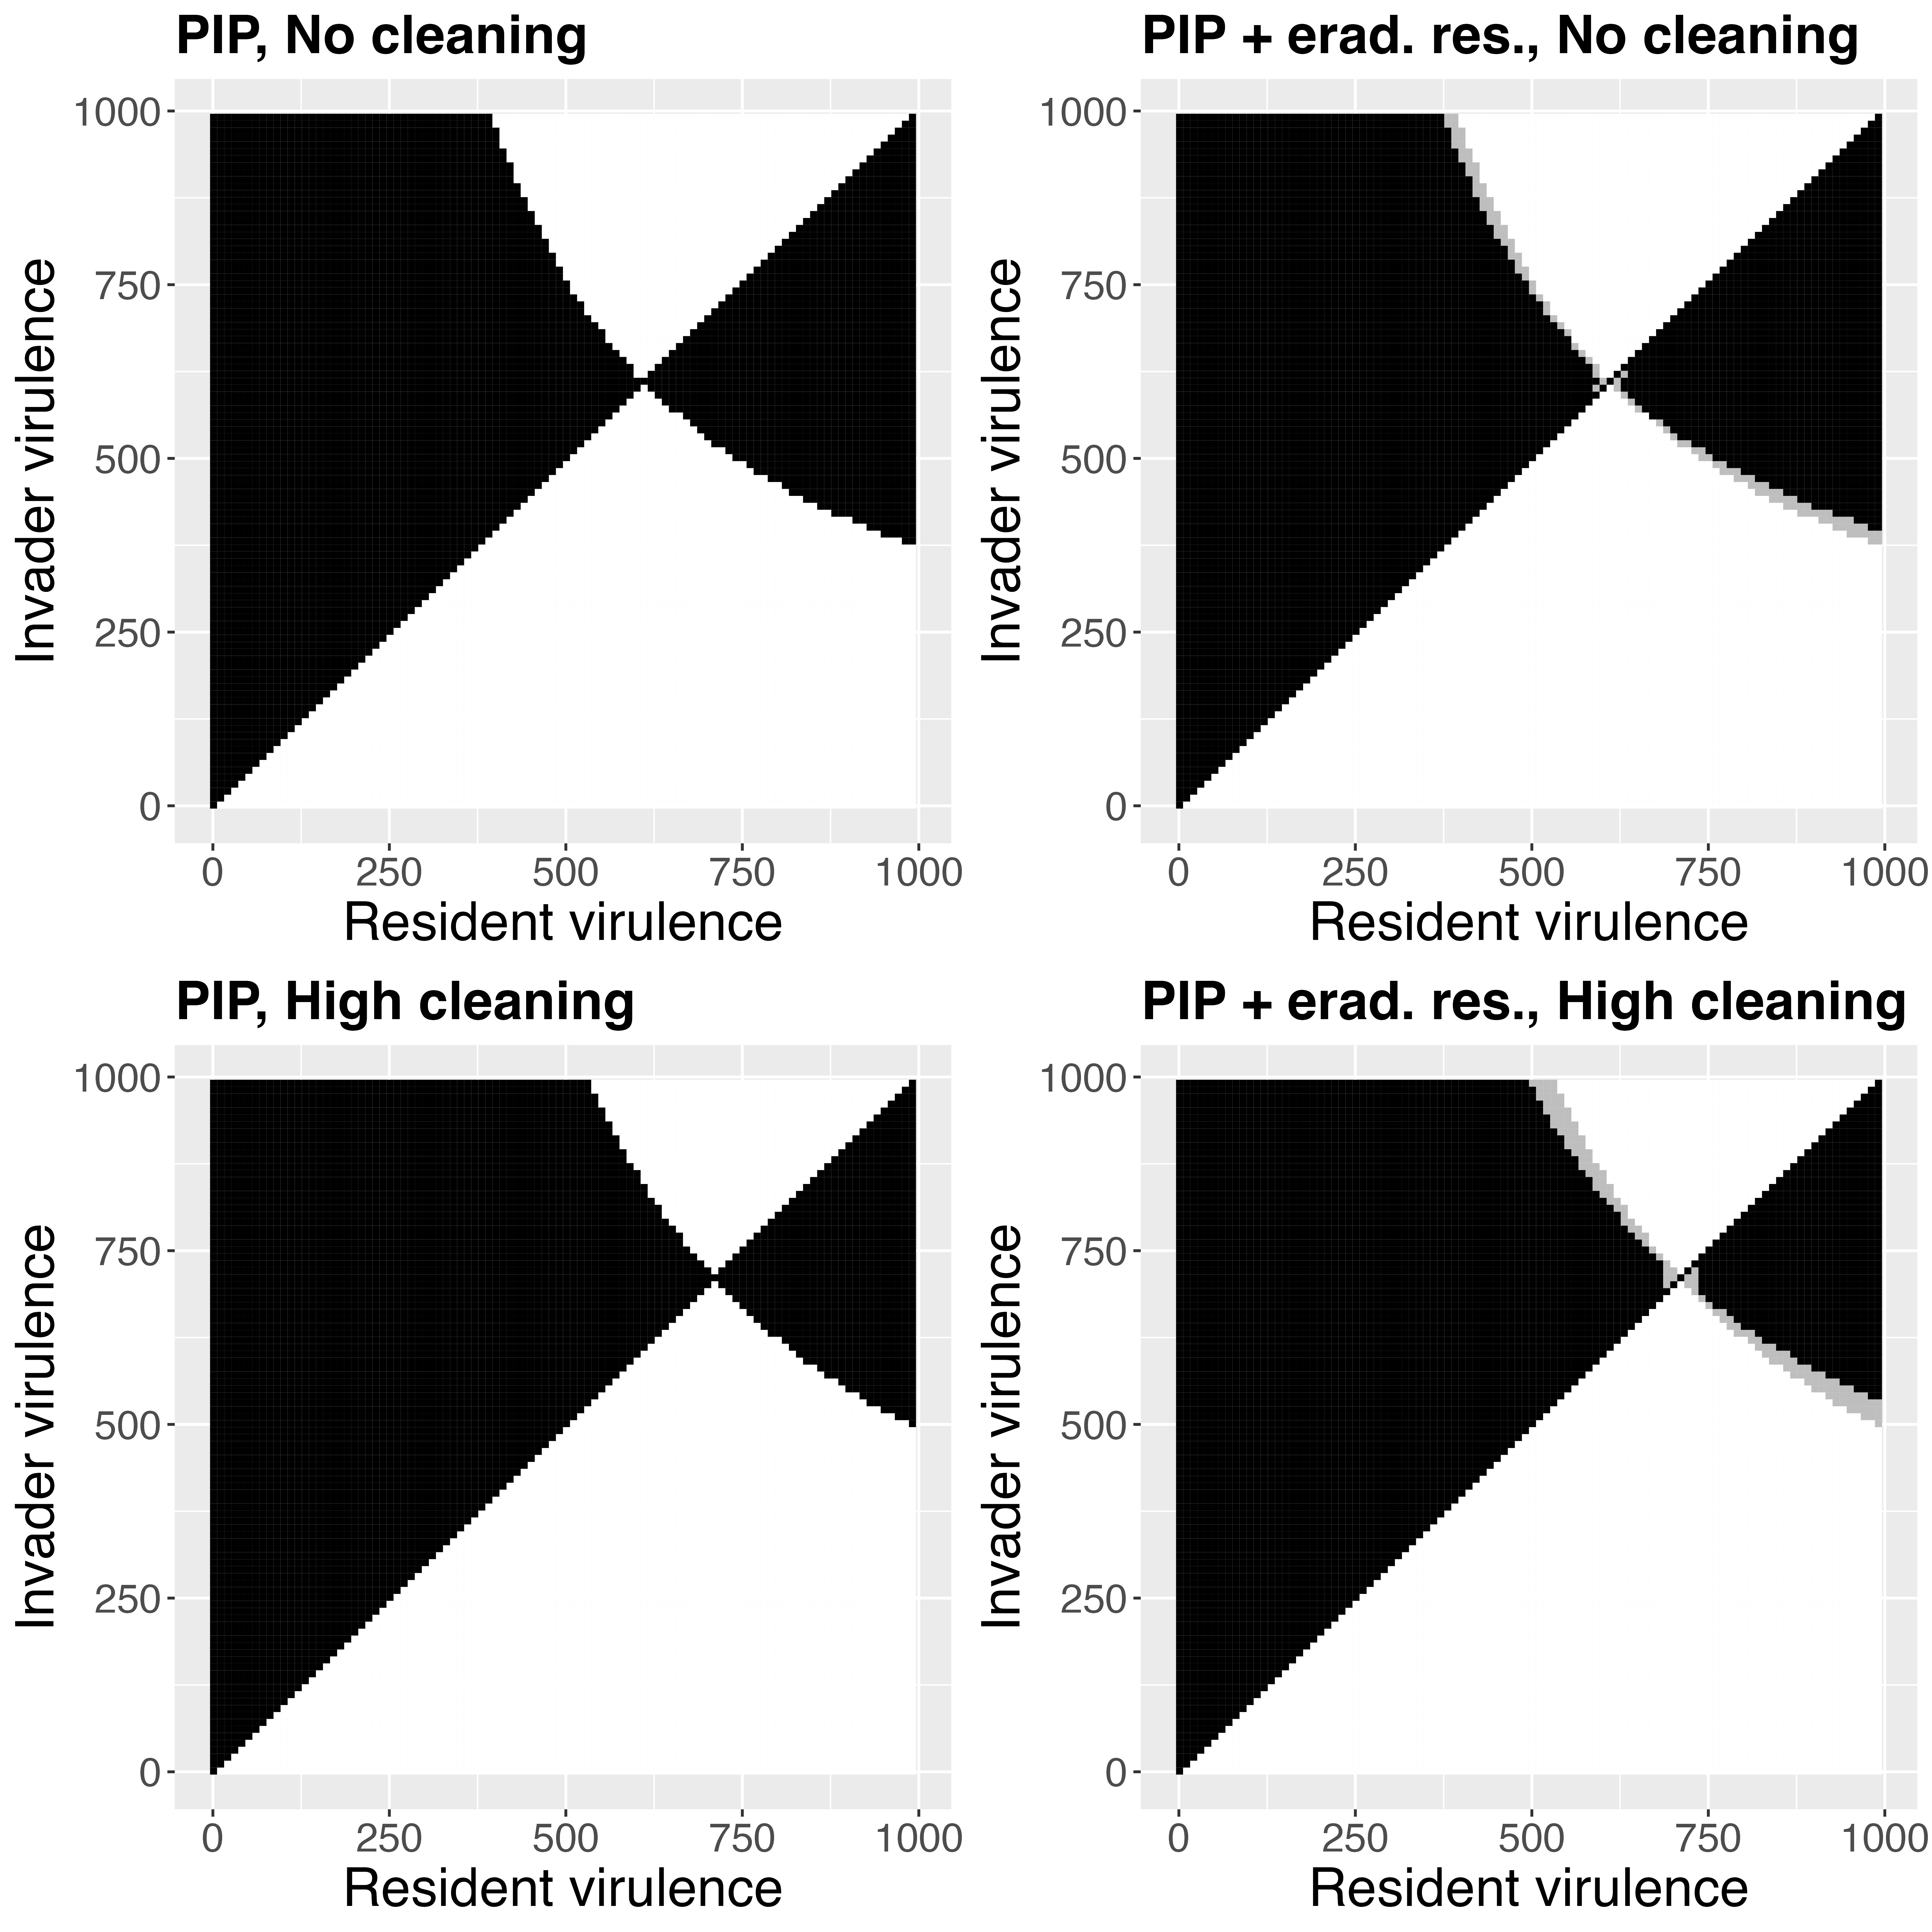 PIP, No cleaning
Invader virulence
1000
750
500
250
0
0 250 500 750 1000
Resident virulence
PIP + erad. res., No cleaning
Invader virulence
1000
750
500
250
0
0 250 500 750 1000
Resident virulence
PIP, High cleaning
Invader virulence
1000
750
500
250
0
0 250 500 750 1000
Resident virulence
PIP + erad. res., High cleaning
Invader virulence
1000
750
500
250
0
0 250 500 750 1000
Resident virulence